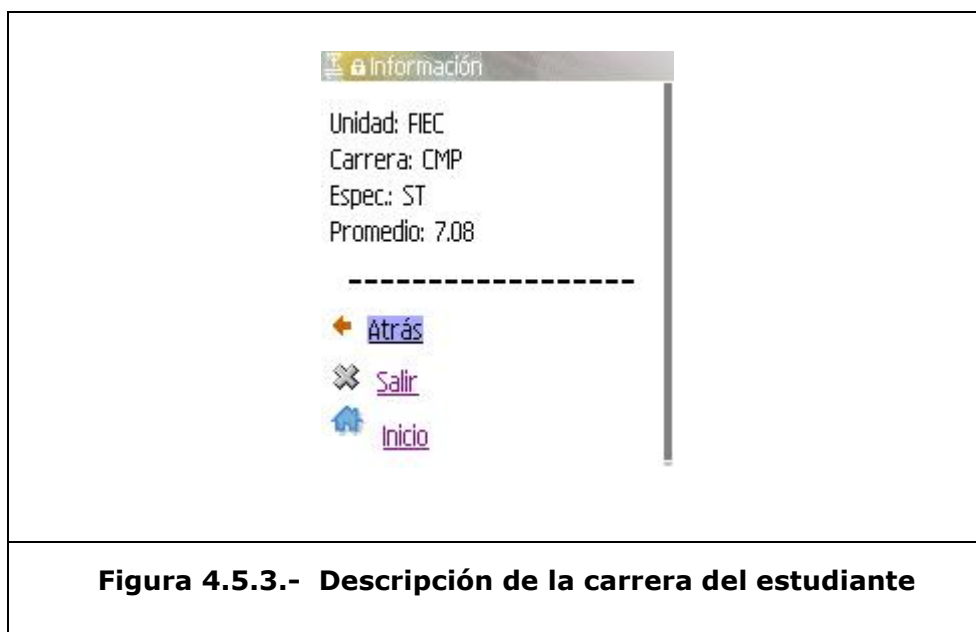 Información
Unidad: FIEC
Carrera: CMP
Espec.: ST
Promedio: 7.08
------------------
Atrás
Salir
Inicio
Figura 4.5.3.- Descripción de la carrera del estudiante